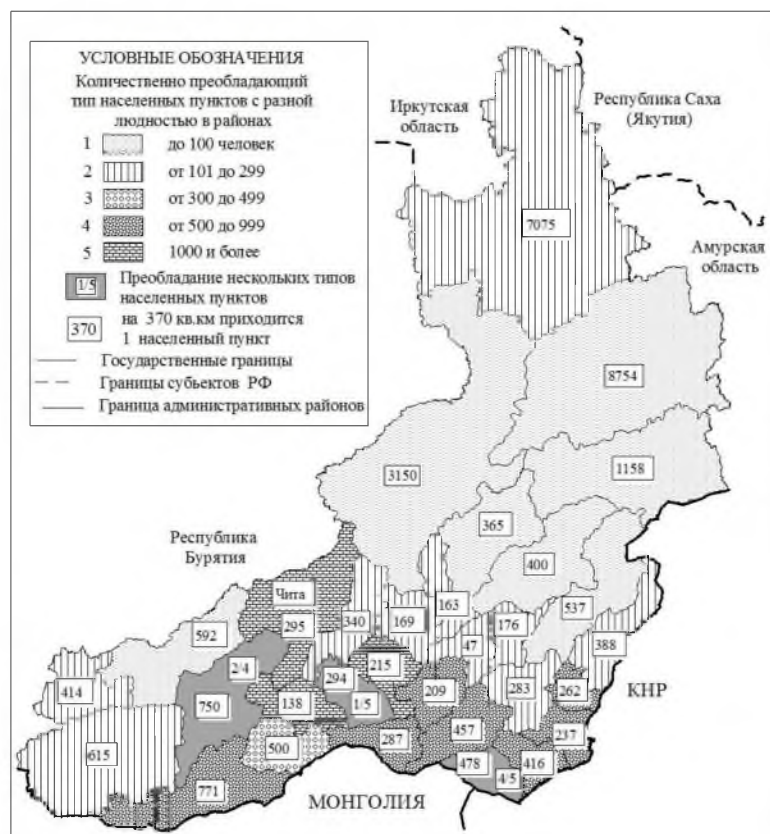 УСЛОВНЫЕ ОБОЗНАЧЕНИЯ
Количественно преобладающий
тип населенных пунктов с разной
людностью в районах
1 до 100 человек
2 от 101 до 299
3 от 300 до 499
4 от 500 до 999
5 1000 и более
1/5 Преобладание нескольких типов
населенных пунктов
370 на 370 кв.км приходится
1 населенный пункт
Государственные границы
Границы субъектов РФ
Граница административных районов
Иркутская
область
Республика Саха
(Якутия)
7075
Амурская
область
8754
3150
1158
365
Республика
Бурятия
400
Чита
592
295
340
169
163
47
176
537
388
2/4
414
294
215
209
283
262
КНР
750
138
1/5
615
500
287
457
237
771
478
4/5
416
МОНГОЛИЯ